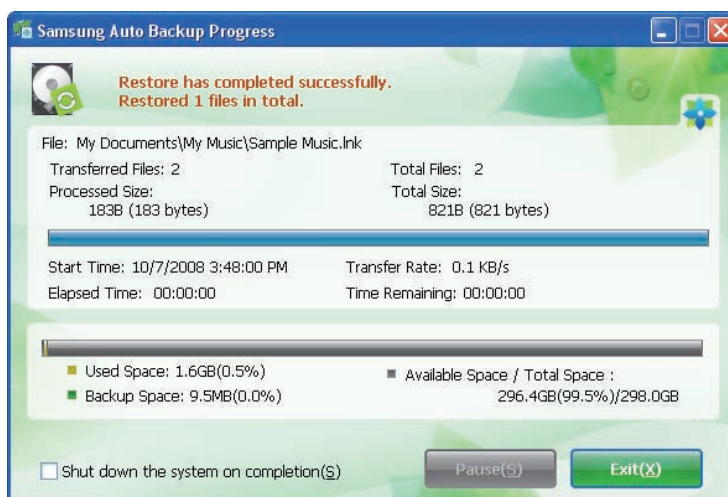 Samsung Auto Backup Progress
Restore has completed successfully.
Restored 1 files in total.
File: My Documents\My Music\Sample Music.lnk
Transferred Files: 2
Total Files: 2
Processed Size:
183B (183 bytes)
Total Size:
821B (821 bytes)
Start Time: 10/7/2008 3:48:00 PM
Transfer Rate: 0.1 KB/s
Elapsed Time: 00:00:00
Time Remaining: 00:00:00
Used Space: 1.6GB(0.5%)
Backup Space: 9.5MB(0.0%)
Available Space / Total Space :
296.4GB(99.5%)/298.0GB
Shut down the system on completion(S)
Pause(S)
Exit(X)